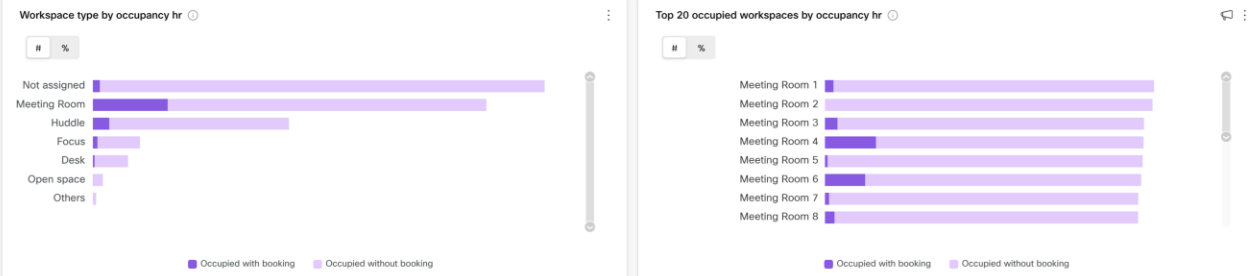 Workspace type by occupancy hr
# %
Not assigned
Meeting Room
Huddle
Focus
Desk
Open space
Others
Occupied with booking Occupied without booking
Top 20 occupied workspaces by occupancy hr
# %
Meeting Room 1
Meeting Room 2
Meeting Room 3
Meeting Room 4
Meeting Room 5
Meeting Room 6
Meeting Room 7
Meeting Room 8
Occupied with booking Occupied without booking